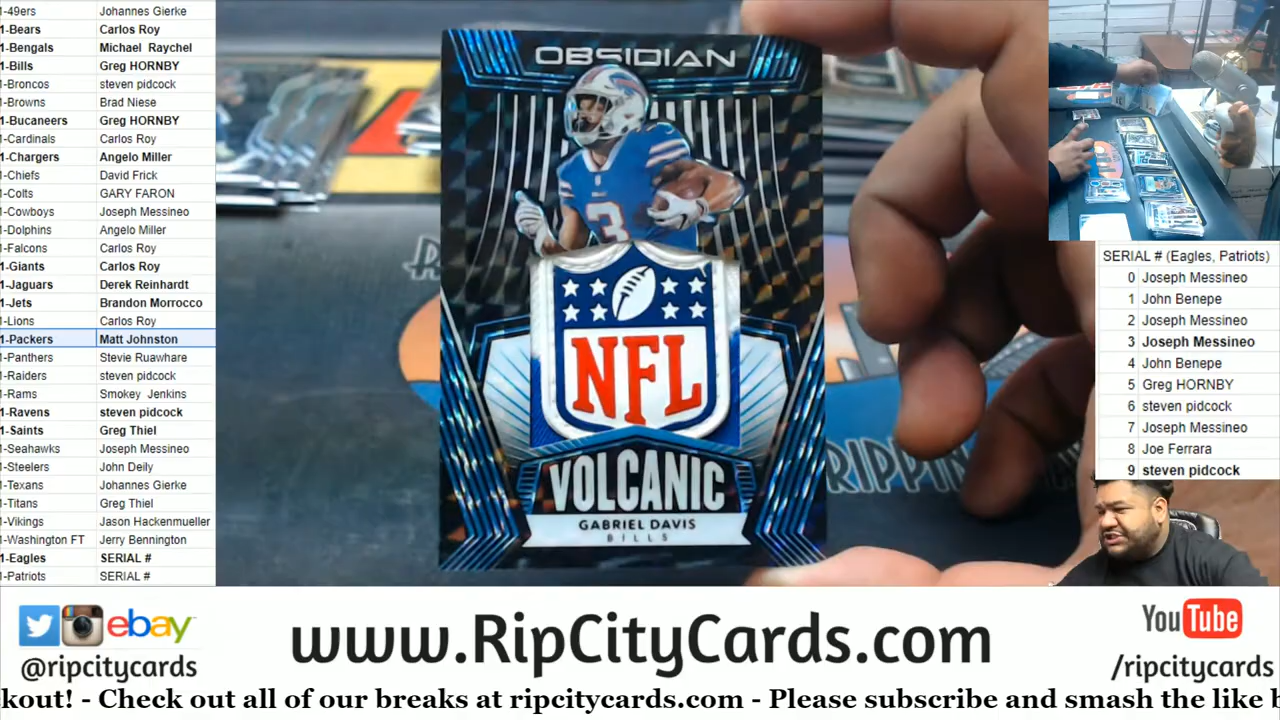 1-49ers Johannes Gierke
1-Bears Carlos Roy
1-Bengals Michael Raychel
1-Bills Greg HORNBY
1-Broncos steven pidcock
1-Browns Brad Niese
1-Bucaneers Greg HORNBY
1-Cardinals Carlos Roy
1-Chargers Angelo Miller
1-Chiefs David Frick
1-Colts GARY FARON
1-Cowboys Joseph Messineo
1-Dolphins Angelo Miller
1-Falcons Carlos Roy
1-Giants Carlos Roy
1-Jaguars Derek Reinhardt
1-Jets Brandon Morrocco
1-Lions Carlos Roy
1-Packers Matt Johnston
1-Panthers Stevie Ruawhare
1-Raiders steven pidcock
1-Rams Smokey Jenkins
1-Ravens steven pidcock
1-Saints Greg Thiel
1-Seahawks Joseph Messineo
1-Steelers John Deily
1-Texans Johannes Gierke
1-Titans Greg Thiel
1-Vikings Jason Hackenmueller
1-Washington FT Jerry Bennington
1-Eagles SERIAL #
1-Patriots SERIAL #
OBSIDIAN
3
NFL
VOLCANIC
GABRIEL DAVIS
BILLS
RIPPIN
SERIAL # (Eagles, Patriots)
0 Joseph Messineo
1 John Benepe
2 Joseph Messineo
3 Joseph Messineo
4 John Benepe
5 Greg HORNBY
6 steven pidcock
7 Joseph Messineo
8 Joe Ferrara
9 steven pidcock
ebay
@ripcitycards
www.RipCityCards.com
YouTube
/ripcitycards
ckout! - Check out all of our breaks at ripcitycards.com - Please subscribe and smash the like b